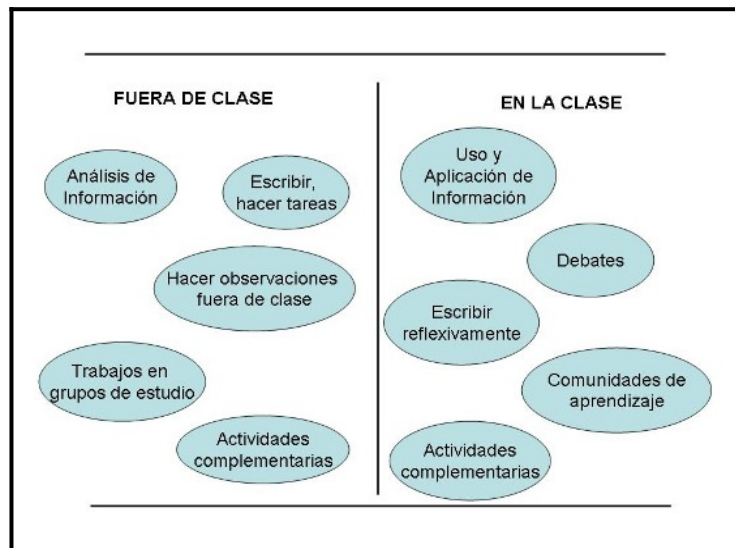 FUERA DE CLASE
Análisis de
Información
Escribir,
hacer tareas
Hacer observaciones
fuera de clase
Trabajos en
grupos de estudio
Actividades
complementarias
EN LA CLASE
Uso y
Aplicación de
Información
Debates
Escribir
reflexivamente
Comunidades de
aprendizaje
Actividades
complementarias